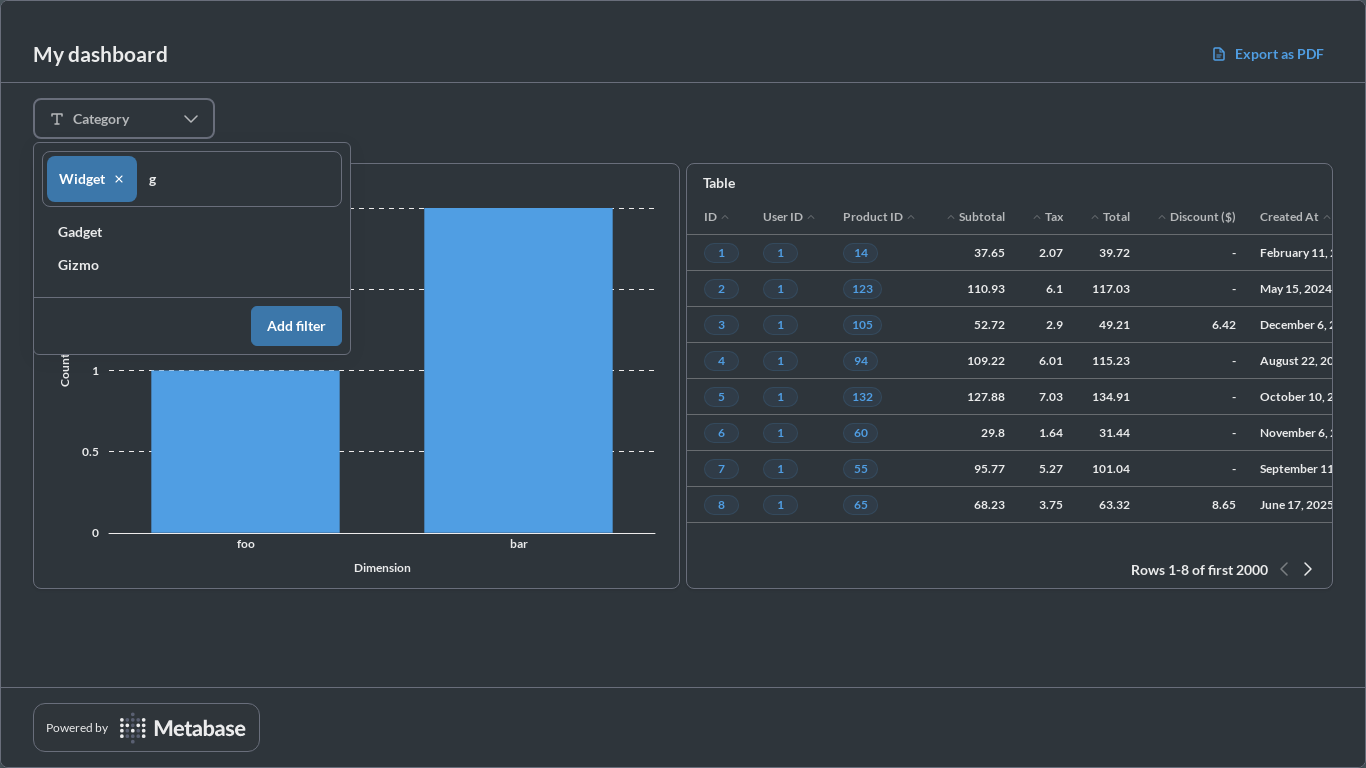 My dashboard
Export as PDF
Category
Widget
g
Gadget
Gizmo
Add filter
Count
1
0.5
0
foo
bar
Dimension
Table
ID User ID Product ID Subtotal Tax Total Discount ($) Created At
1 1 14 37.65 2.07 39.72 - February 11,
2 1 123 110.93 6.1 117.03 - May 15, 2024
3 1 105 52.72 2.9 49.21 6.42 December 6,
4 1 94 109.22 6.01 115.23 - August 22, 20
5 1 132 127.88 7.03 134.91 - October 10, 2
6 1 60 29.8 1.64 31.44 - November 6,
7 1 55 95.77 5.27 101.04 - September 11
8 1 65 68.23 3.75 63.32 8.65 June 17, 2025
Rows 1-8 of first 2000
Powered by Metabase